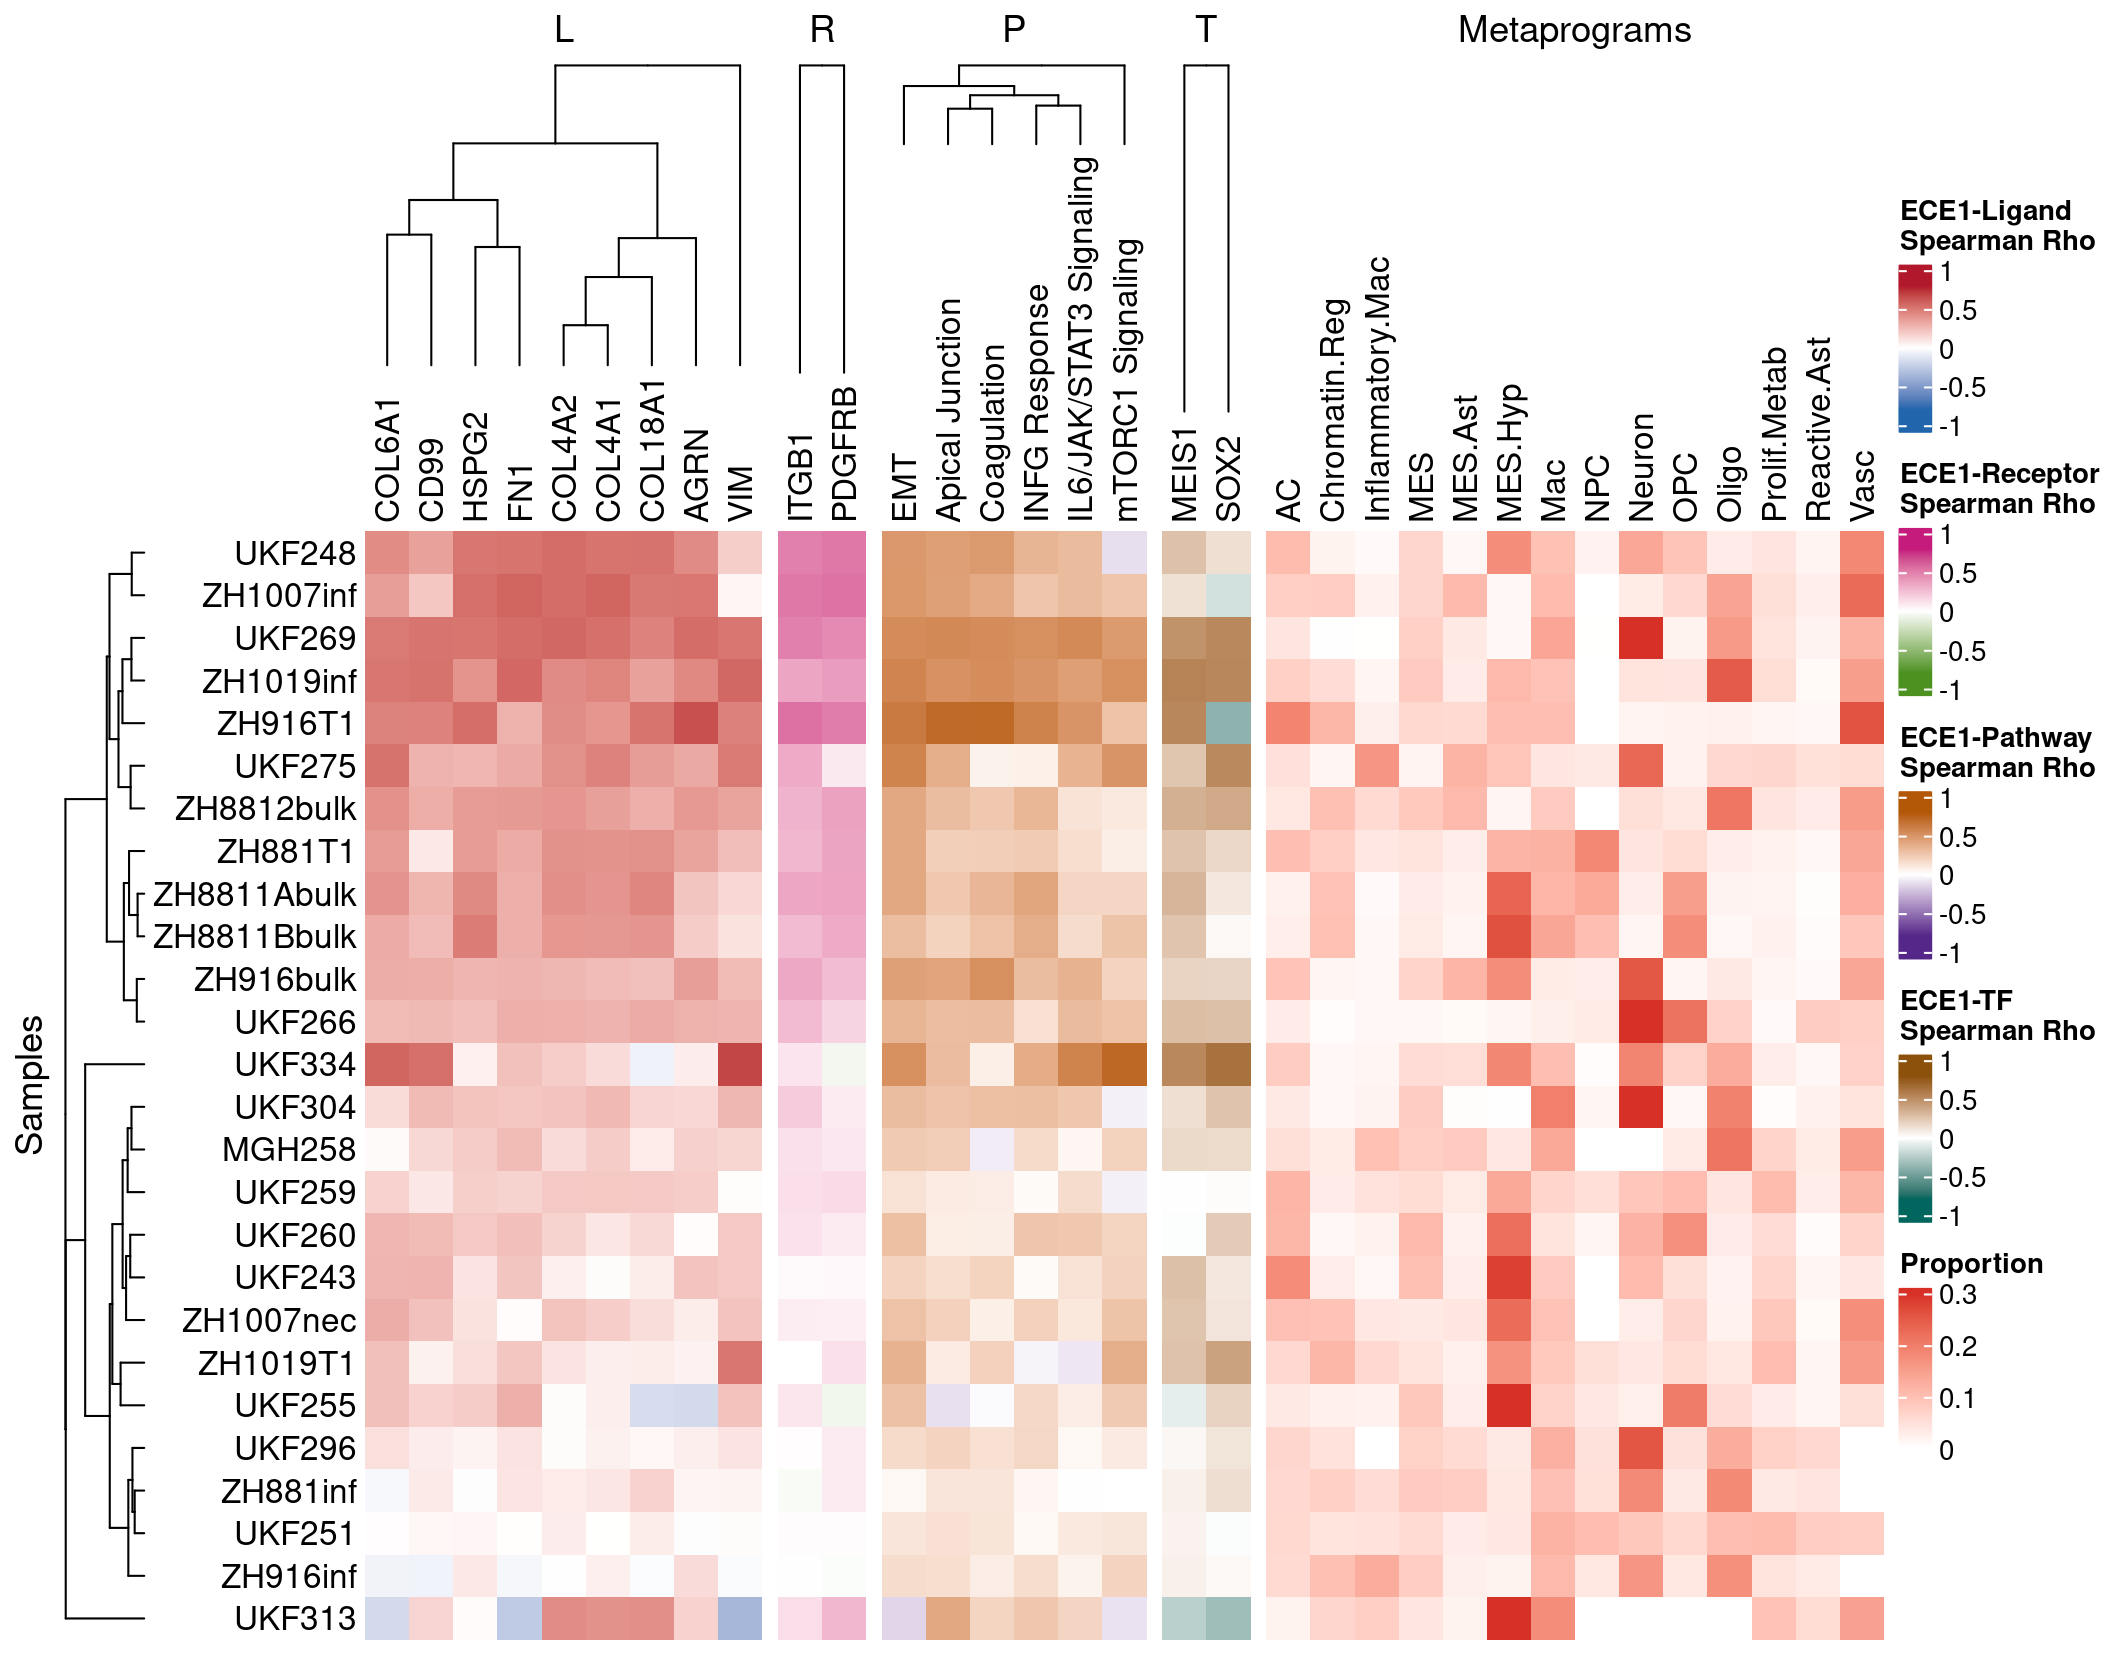 L R P T Metaprograms
COL6A1
CD99
HSPG2
FN1
COL4A2
COL4A1
COL18A1
AGRN
VIM
ITGB1
PDGFRB
EMT
Apical Junction
Coagulation
INFG Response
IL6/JAK/STAT3 Signaling
mTORC1 Signaling
MEIS1
SOX2
AC
Chromatin.Reg
Inflammatory.Mac
MES
MES.Ast
MES.Hyp
Mac
NPC
Neuron
OPC
Oligo
Prolif.Metab
Reactive.Ast
Vasc
Samples
UKF248
ZH1007inf
UKF269
ZH1019inf
ZH916T1
UKF275
ZH8812bulk
ZH881T1
ZH8811Abulk
ZH8811Bbulk
ZH916bulk
UKF266
UKF334
UKF304
MGH258
UKF259
UKF260
UKF243
ZH1007nec
ZH1019T1
UKF255
UKF296
ZH881inf
UKF251
ZH916inf
UKF313
ECE1-Ligand
Spearman Rho
1
0.5
0
-0.5
-1
ECE1-Receptor
Spearman Rho
1
0.5
0
-0.5
-1
ECE1-Pathway
Spearman Rho
1
0.5
0
-0.5
-1
ECE1-TF
Spearman Rho
1
0.5
0
-0.5
-1
Proportion
0.3
0.2
0.1
0